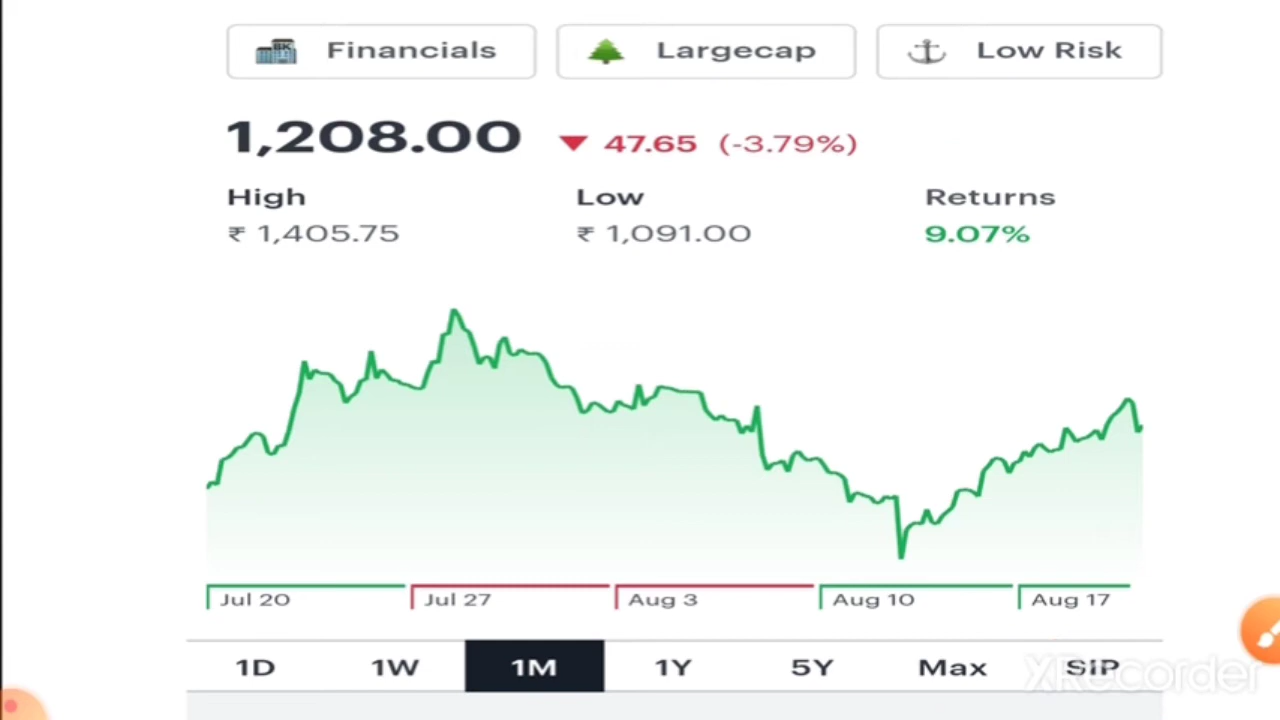 BK Financials Largecap Low Risk
1,208.00 ▼ 47.65 (-3.79%)
High Low Returns
₹ 1,405.75 ₹ 1,091.00 9.07%
Jul 20 Jul 27 Aug 3 Aug 10 Aug 17
1D 1W 1M 1Y 5Y Max SIP
XRecorder